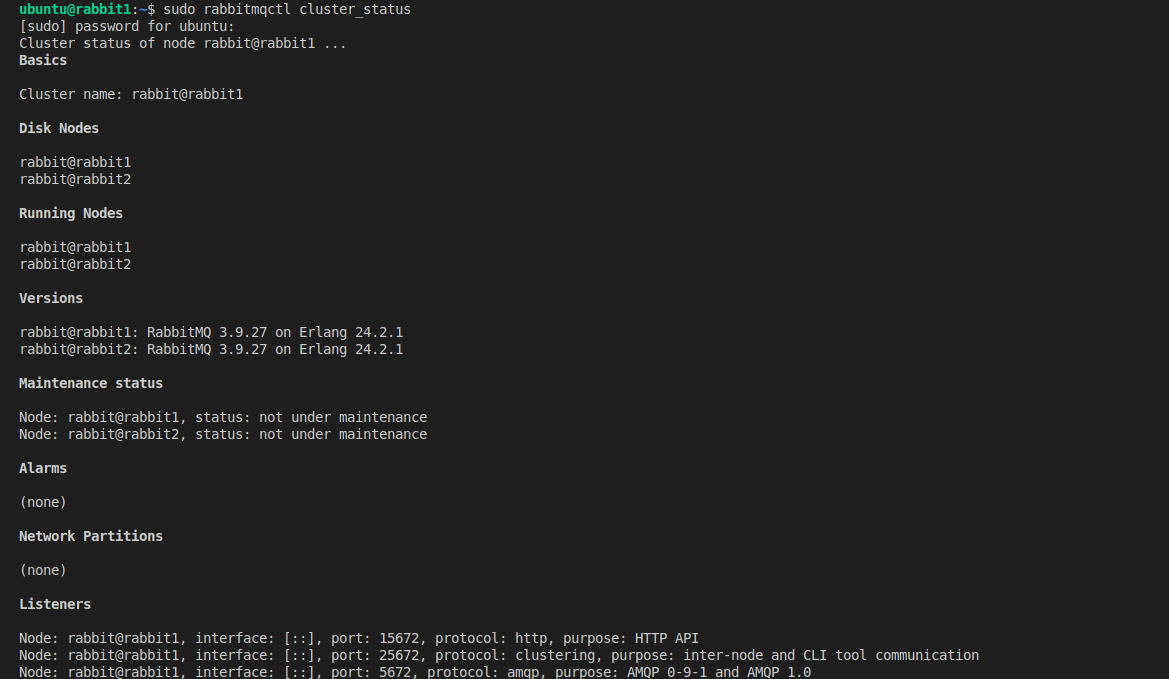 ubuntu@rabbit1:~$ sudo rabbitmqctl cluster_status
[sudo] password for ubuntu:
Cluster status of node rabbit@rabbit1 ...
Basics
Cluster name: rabbit@rabbit1
Disk Nodes
rabbit@rabbit1
rabbit@rabbit2
Running Nodes
rabbit@rabbit1
rabbit@rabbit2
Versions
rabbit@rabbit1: RabbitMQ 3.9.27 on Erlang 24.2.1
rabbit@rabbit2: RabbitMQ 3.9.27 on Erlang 24.2.1
Maintenance status
Node: rabbit@rabbit1, status: not under maintenance
Node: rabbit@rabbit2, status: not under maintenance
Alarms
(none)
Network Partitions
(none)
Listeners
Node: rabbit@rabbit1, interface: [::], port: 15672, protocol: http, purpose: HTTP API
Node: rabbit@rabbit1, interface: [::], port: 25672, protocol: clustering, purpose: inter-node and CLI tool communication
Node: rabbit@rabbit1, interface: [::], port: 5672, protocol: amqp, purpose: AMQP 0-9-1 and AMQP 1.0